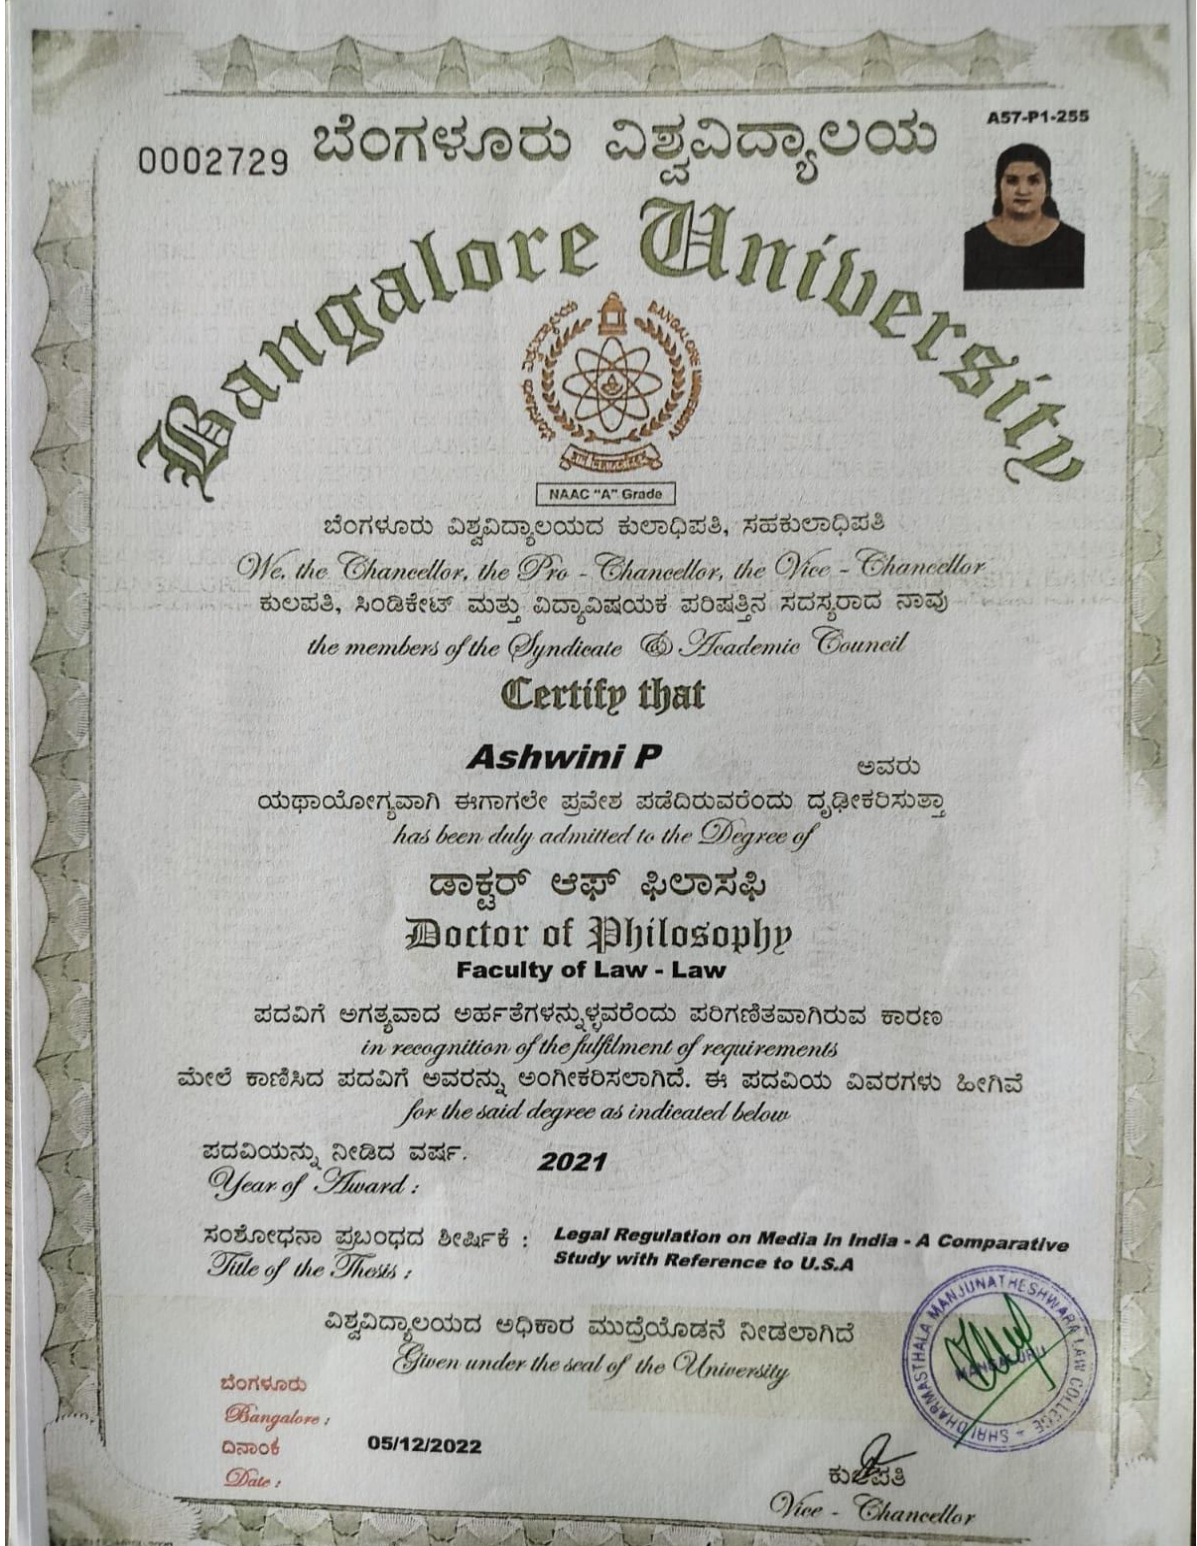 A57-P1-255
0002729
ಬೆಂಗಳೂರು ವಿಶ್ವವಿದ್ಯಾಲಯ
Bangalore University
ಬೆಂಗಳೂರು ವಿಶ್ವವಿದ್ಯಾಲಯ BANGALORE UNIVERSITY
NAAC "A" Grade
ಬೆಂಗಳೂರು ವಿಶ್ವವಿದ್ಯಾಲಯದ ಕುಲಾಧಿಪತಿ, ಸಹಕುಲಾಧಿಪತಿ
We, the Chancellor, the Pro - Chancellor, the Vice - Chancellor
ಕುಲಪತಿ, ಸಿಂಡಿಕೇಟ್ ಮತ್ತು ವಿದ್ಯಾವಿಷಯಕ ಪರಿಷತ್ತಿನ ಸದಸ್ಯರಾದ ನಾವು
the members of the Syndicate & Academic Council
Certify that
Ashwini P ಅವರು
ಯಥಾಯೋಗ್ಯವಾಗಿ ಈಗಾಗಲೇ ಪ್ರವೇಶ ಪಡೆದಿರುವರೆಂದು ದೃಢೀಕರಿಸುತ್ತಾ
has been duly admitted to the Degree of
ಡಾಕ್ಟರ್ ಆಫ್ ಫಿಲಾಸಫಿ
Doctor of Philosophy
Faculty of Law - Law
ಪದವಿಗೆ ಅಗತ್ಯವಾದ ಅರ್ಹತೆಗಳನ್ನುಳ್ಳವರೆಂದು ಪರಿಗಣಿತವಾಗಿರುವ ಕಾರಣ
in recognition of the fulfilment of requirements
ಮೇಲೆ ಕಾಣಿಸಿದ ಪದವಿಗೆ ಅವರನ್ನು ಅಂಗೀಕರಿಸಲಾಗಿದೆ. ಈ ಪದವಿಯ ವಿವರಗಳು ಹೀಗಿವೆ
for the said degree as indicated below
ಪದವಿಯನ್ನು ನೀಡಿದ ವರ್ಷ.
Year of Award : 2021
ಸಂಶೋಧನಾ ಪ್ರಬಂಧದ ಶೀರ್ಷಿಕೆ : Legal Regulation on Media in India - A Comparative
Title of the Thesis : Study with Reference to U.S.A
ವಿಶ್ವವಿದ್ಯಾಲಯದ ಅಧಿಕಾರ ಮುದ್ರೆಯೊಡನೆ ನೀಡಲಾಗಿದೆ
Given under the seal of the University
SHRI DHARMASTHALA MANJUNATHESHWARA LAW COLLEGE
MANGALURU
ಬೆಂಗಳೂರು
Bangalore :
ದಿನಾಂಕ 05/12/2022
Date :
ಕುಲಪತಿ
Vice - Chancellor